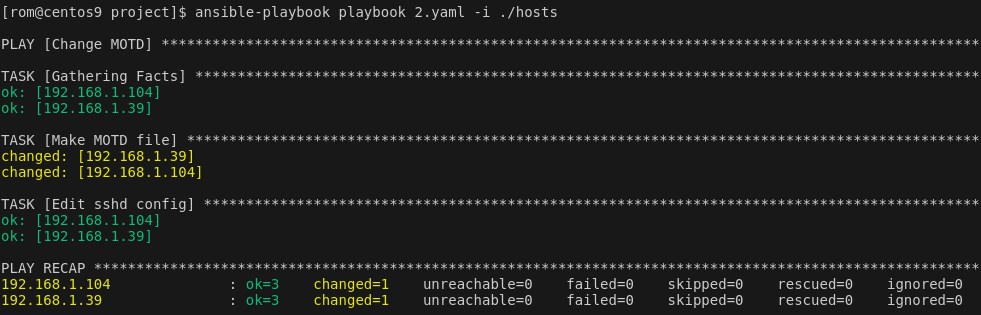 [rom@centos9 project]$ ansible-playbook playbook 2.yaml -i ./hosts
PLAY [Change MOTD] *************************************************************************************************
TASK [Gathering Facts] *********************************************************************************************
ok: [192.168.1.104]
ok: [192.168.1.39]
TASK [Make MOTD file] **********************************************************************************************
changed: [192.168.1.39]
changed: [192.168.1.104]
TASK [Edit sshd config] ********************************************************************************************
ok: [192.168.1.104]
ok: [192.168.1.39]
PLAY RECAP *********************************************************************************************************
192.168.1.104              : ok=3    changed=1    unreachable=0    failed=0    skipped=0    rescued=0    ignored=0
192.168.1.39               : ok=3    changed=1    unreachable=0    failed=0    skipped=0    rescued=0    ignored=0